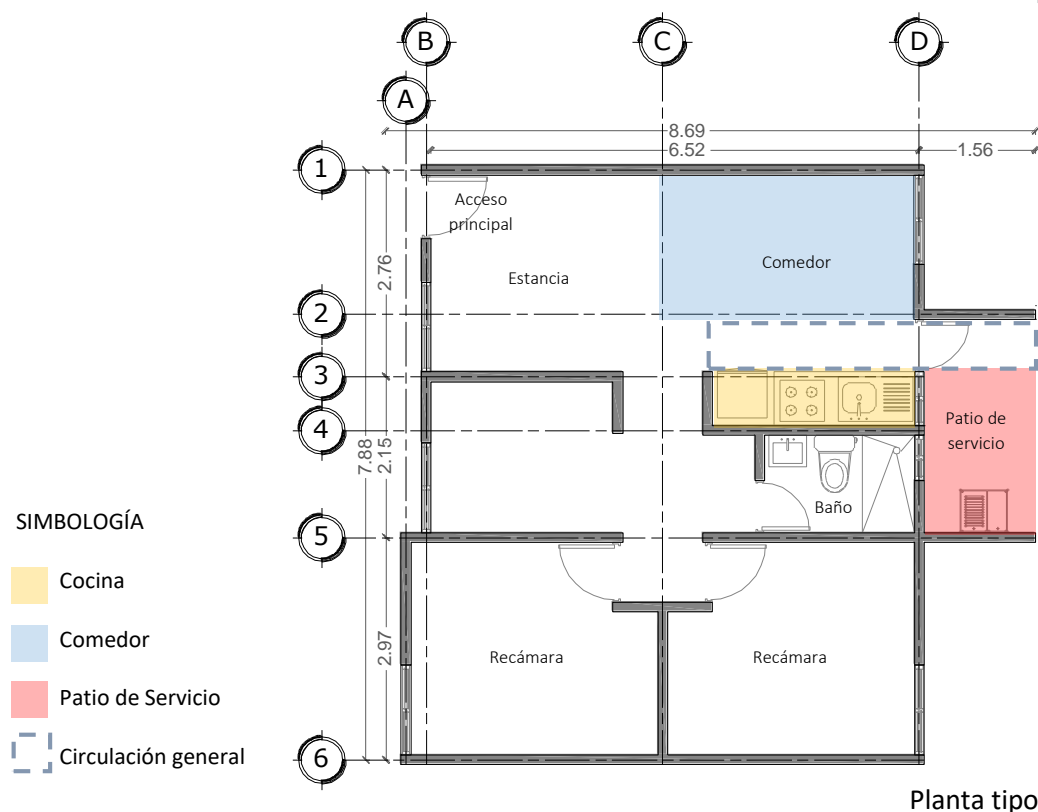 B
C
D
A
8.69
6.52
1.56
1
Acceso
principal
2.76
Estancia
Comedor
2
3
4
7.88
2.15
Patio de
servicio
Baño
5
2.97
Recámara
Recámara
6
SIMBOLOGÍA
Cocina
Comedor
Patio de Servicio
Circulación general
Planta tipo